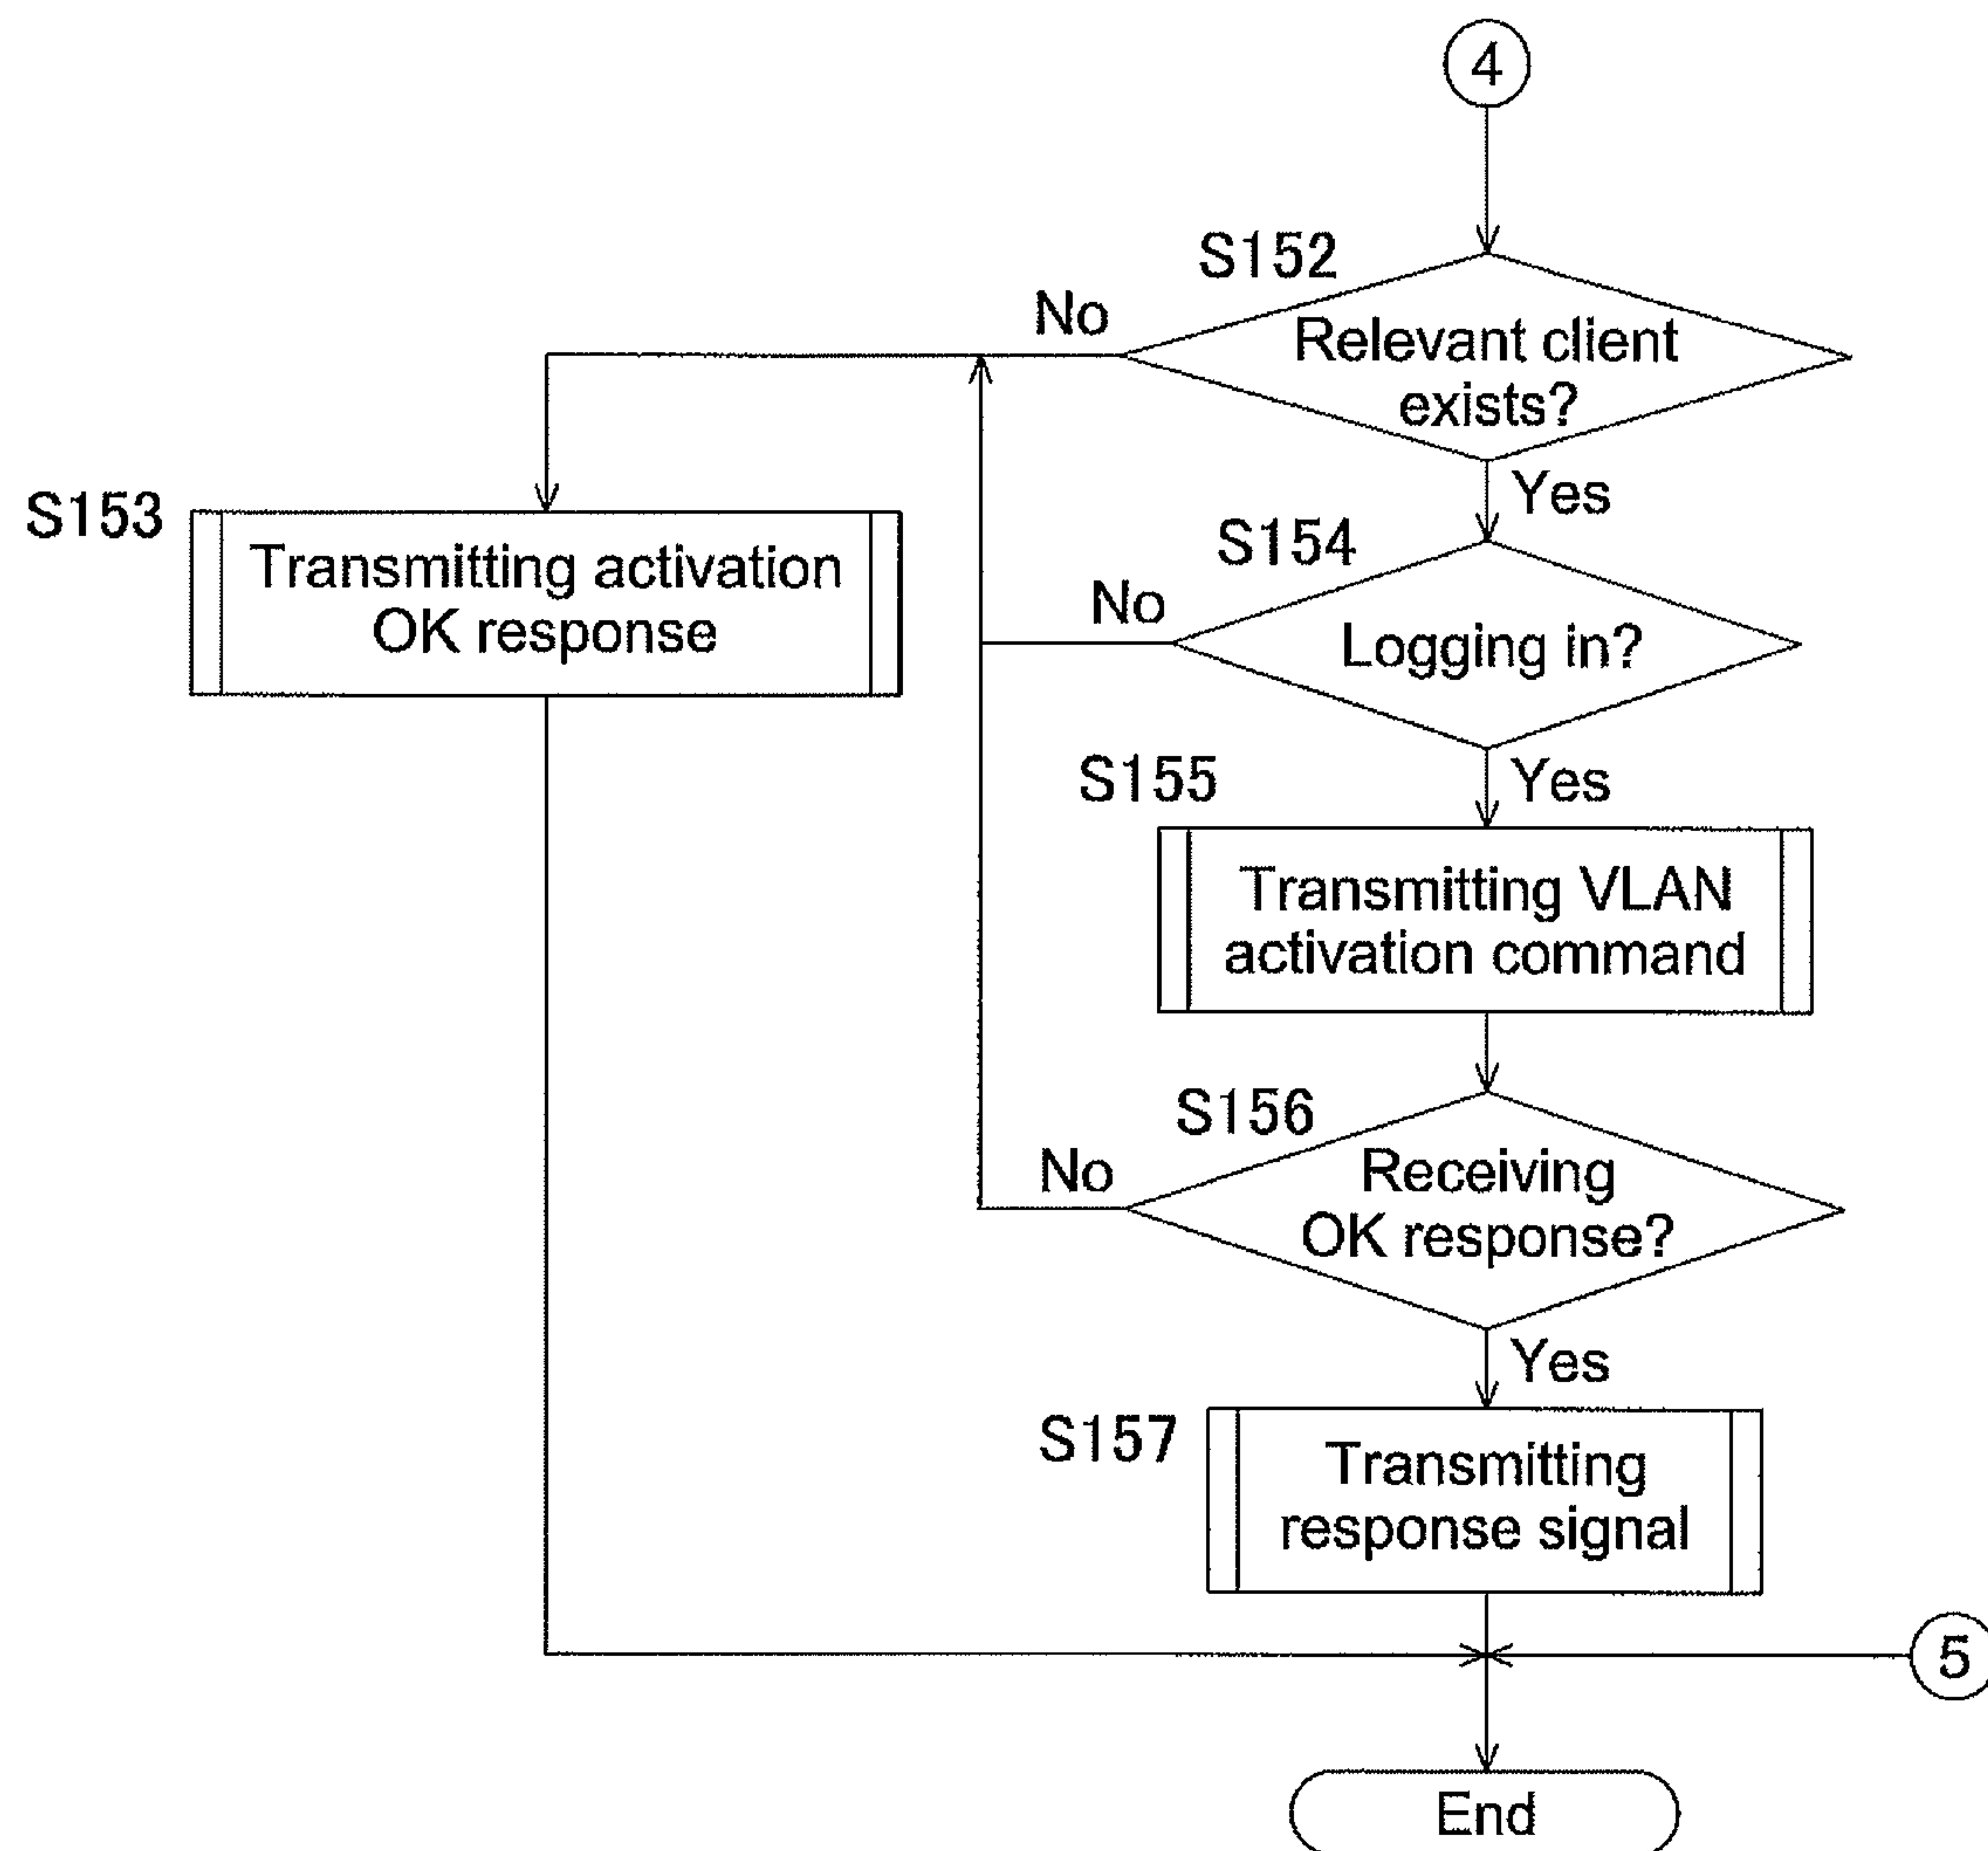 4
S152
No
Relevant client
exists?
Yes
S153
Transmitting activation
OK response
S154
No
Logging in?
Yes
S155
Transmitting VLAN
activation command
S156
No
Receiving
OK response?
Yes
S157
Transmitting
response signal
5
End